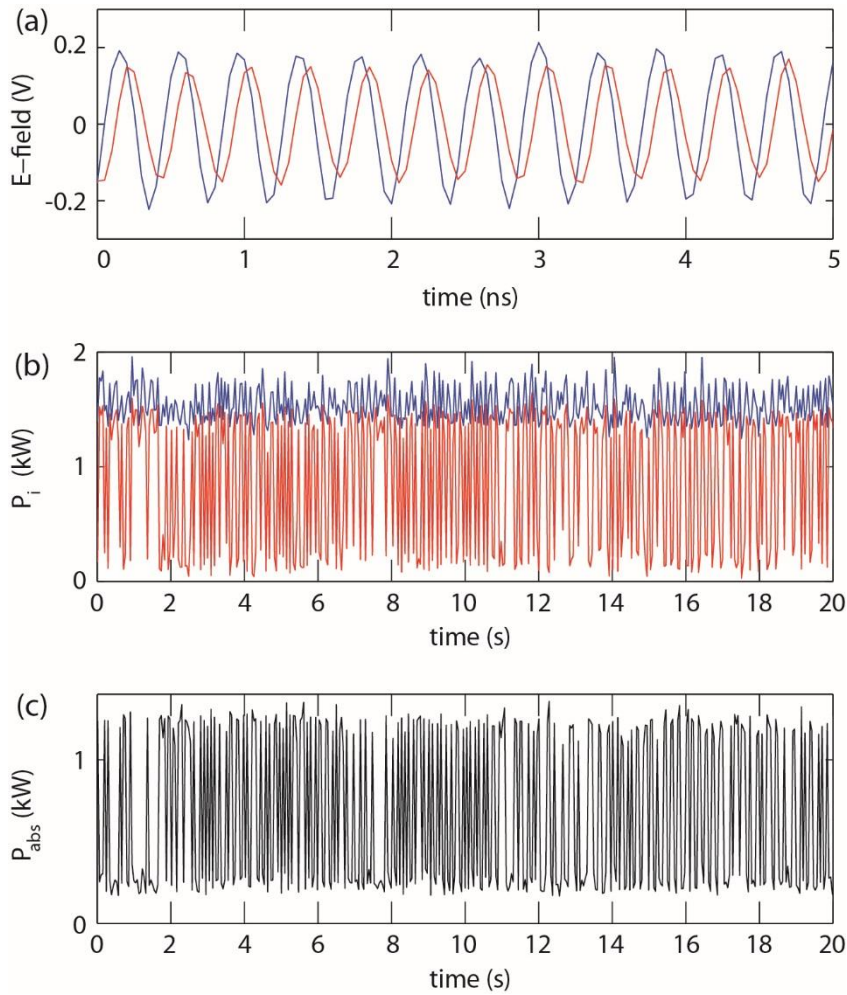 (a)
0.2
0
-0.2
E-field (V)
0 1 2 3 4 5
time (ns)
(b)
2
1
0
P_i (kW)
0 2 4 6 8 10 12 14 16 18 20
time (s)
(c)
1
0
P_abs (kW)
0 2 4 6 8 10 12 14 16 18 20
time (s)